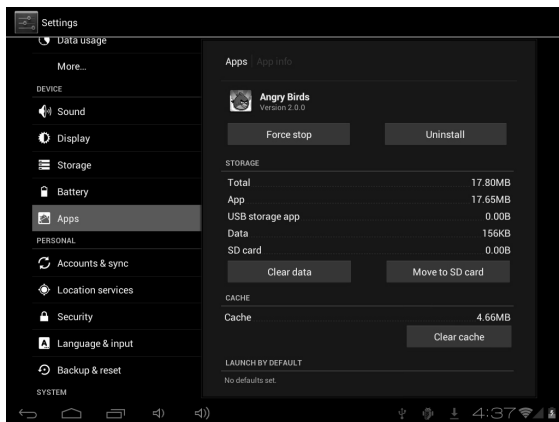 Settings
Data usage
More...
DEVICE
Sound
Display
Storage
Battery
Apps
PERSONAL
Accounts & sync
Location services
Security
A Language & input
Backup & reset
SYSTEM
Apps App info
Angry Birds
Version 2.0.0
Force stop Uninstall
STORAGE
Total 17.80MB
App 17.65MB
USB storage app 0.00B
Data 156KB
SD card 0.00B
Clear data Move to SD card
CACHE
Cache 4.66MB
Clear cache
LAUNCH BY DEFAULT
No defaults set.
4:37